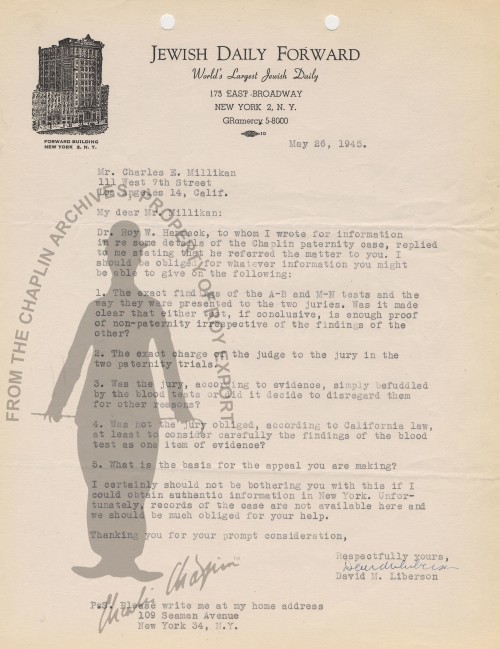 JEWISH DAILY FORWARD
World's Largest Jewish Daily
173 EAST BROADWAY
NEW YORK 2, N. Y.
GRamercy 5-8600
FORWARD BUILDING
NEW YORK 2, N. Y.
May 26, 1945.
Mr. Charles E. Millikan
111 West 7th Street
Los Angeles 14, Calif.
My dear Mr. Millikan:
Dr. Roy W. Hammack, to whom I wrote for information
in re some details of the Chaplin paternity case, replied
to me stating that he referred the matter to you. I
should be obliged for whatever information you might
be able to give on the following:
1. The exact findings of the A-B and M-N tests and the
way they were presented to the two juries. Was it made
clear that either test, if conclusive, is enough proof
of non-paternity irrespective of the findings of the
other?
2. The exact charge of the judge to the jury in the
two paternity trials.
3. Was the jury, according to evidence, simply befuddled
by the blood tests or did it decide to disregard them
for other reasons?
4. Was not the jury obliged, according to California law,
at least to consider carefully the findings of the blood
test as one item of evidence?
5. What is the basis for the appeal you are making?
I certainly should not be bothering you with this if I
could obtain authentic information in New York. Unfor-
tunately, records of the case are not available here and
we should be much obliged for your help.
Thanking you for your prompt consideration,
Respectfully yours,
David M. Liberson
P.S. Please write me at my home address
109 Seaman Avenue
New York 34, N.Y.
FROM THE CHAPLIN ARCHIVES, PROPERTY OF ROY EXPORT
Charlie Chaplin